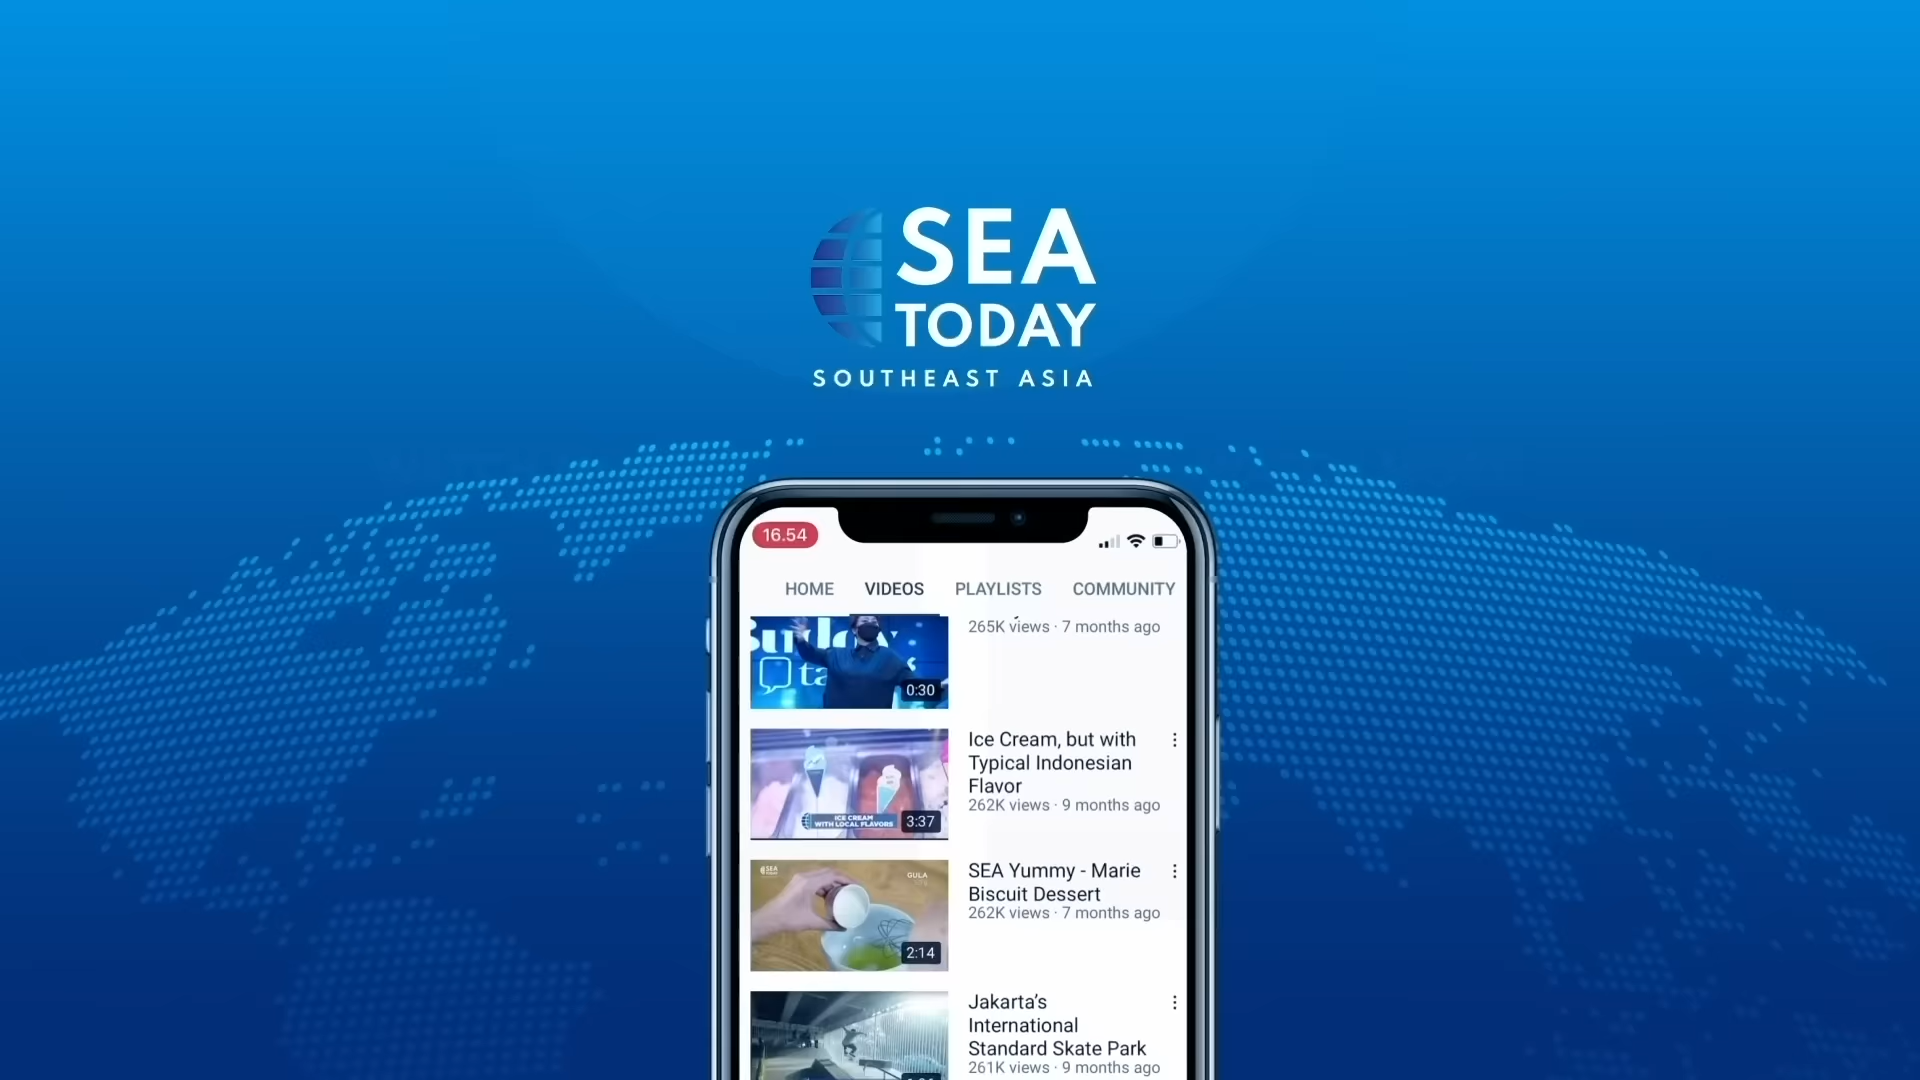 SEA
TODAY
SOUTHEAST ASIA
16.54
HOME VIDEOS PLAYLISTS COMMUNITY
265K views · 7 months ago
0:30
Ice Cream, but with
Typical Indonesian
Flavor
262K views · 9 months ago
ICE CREAM
WITH LOCAL FLAVORS
3:37
SEA Yummy - Marie
Biscuit Dessert
262K views · 7 months ago
SEA
TODAY
GULA
2:14
Jakarta’s
International
Standard Skate Park
261K views · 9 months ago